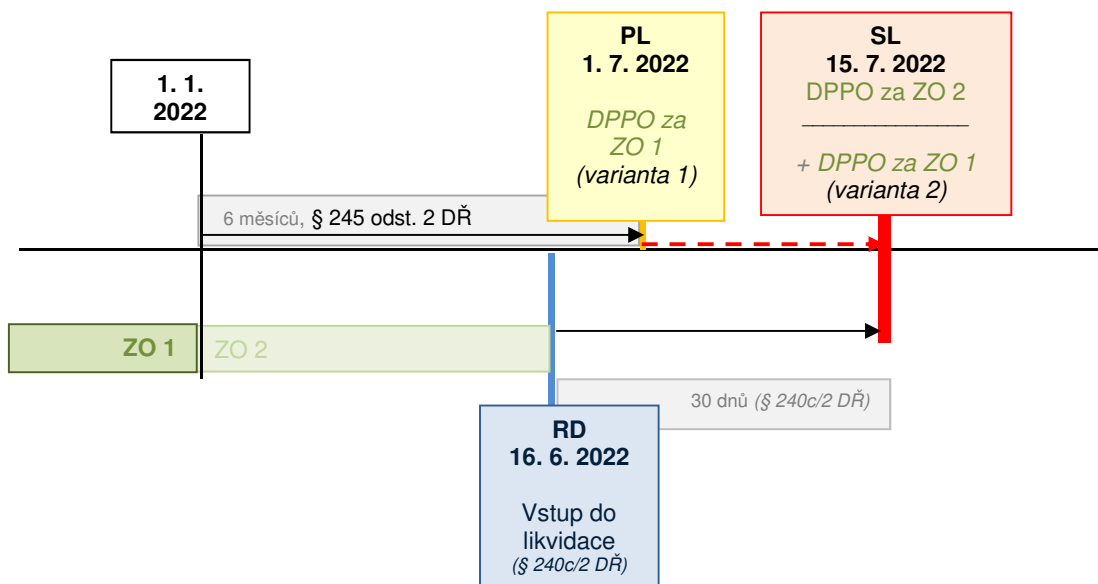 PL
1. 7. 2022
DPPO za
ZO 1
(varianta 1)
SL
15. 7. 2022
DPPO za ZO 2
________________
+ DPPO za ZO 1
(varianta 2)
1. 1.
2022
6 měsíců, § 245 odst. 2 DŘ
ZO 1
ZO 2
30 dnů (§ 240c/2 DŘ)
RD
16. 6. 2022
Vstup do
likvidace
(§ 240c/2 DŘ)